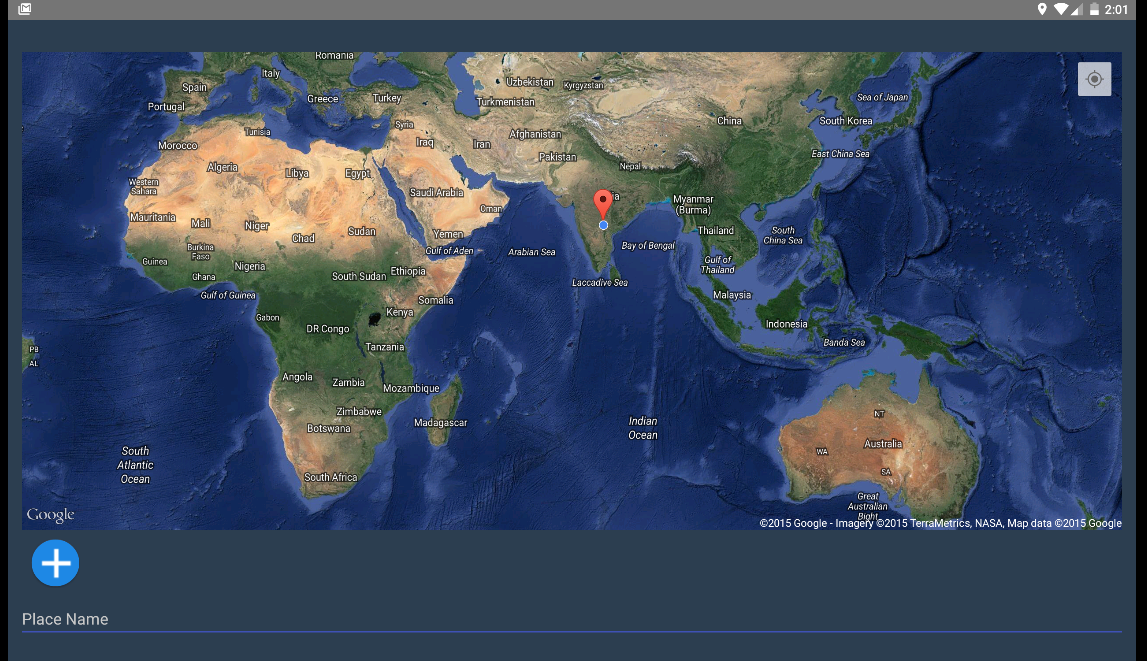 2:01
Romania
Italy
Spain
Portugal
Greece
Turkey
Uzbekistan
Kyrgyzstan
Turkmenistan
Sea of Japan
China
South Korea
Tunisia
Syria
Morocco
Iraq
Iran
Afghanistan
East China Sea
Pakistan
Algeria
Libya
Egypt
Nepal
Western
Sahara
Saudi Arabia
ia
Myanmar
(Burma)
Oman
Mauritania
Mali
Niger
Chad
Sudan
Yemen
Thailand
South
China Sea
Burkina
Faso
Gulf of Aden
Arabian Sea
Bay of Bengal
Guinea
Nigeria
Ghana
South Sudan
Ethiopia
Gulf of
Thailand
Laccadive Sea
Gulf of Guinea
Somalia
Malaysia
Gabon
Kenya
DR Congo
Indonesia
Banda Sea
Tanzania
PB
AL
Angola
Zambia
Mozambique
Zimbabwe
Botswana
Madagascar
Indian
Ocean
NT
WA
Australia
SA
South
Atlantic
Ocean
South Africa
Great
Australian
Bight
Google
©2015 Google - Imagery ©2015 TerraMetrics, NASA, Map data ©2015 Google
Place Name